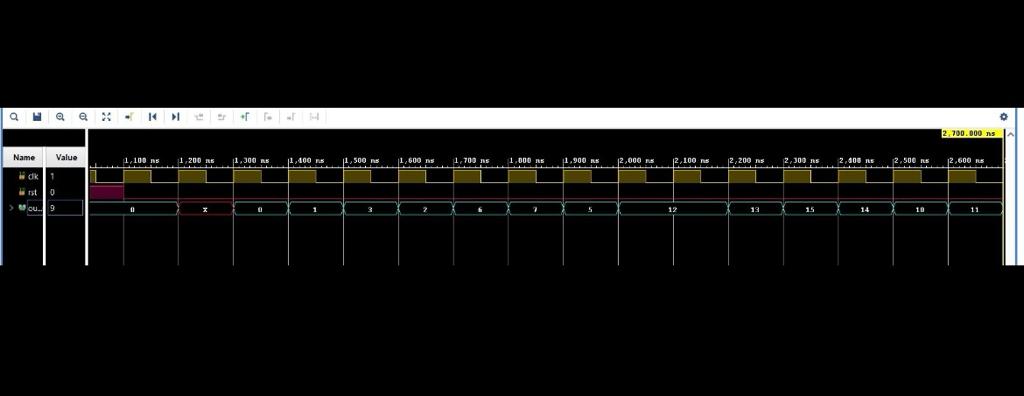 2,700.000 ns
Name Value
1,100 ns 1,200 ns 1,300 ns 1,400 ns 1,500 ns 1,600 ns 1,700 ns 1,800 ns 1,900 ns 2,000 ns 2,100 ns 2,200 ns 2,300 ns 2,400 ns 2,500 ns 2,600 ns
clk 1
rst 0
ou... 9 0 X 0 1 3 2 6 7 5 12 13 15 14 10 11